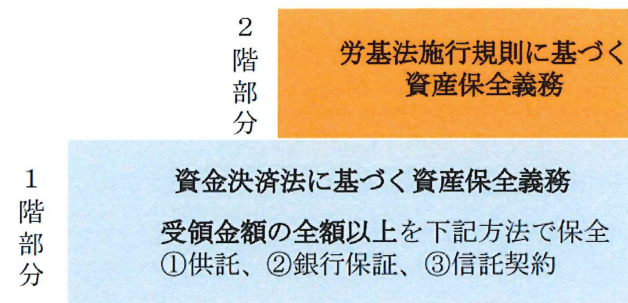 2階部分
労基法施行規則に基づく
資産保全義務
1階部分
資金決済法に基づく資産保全義務
受領金額の全額以上を下記方法で保全
①供託、②銀行保証、③信託契約